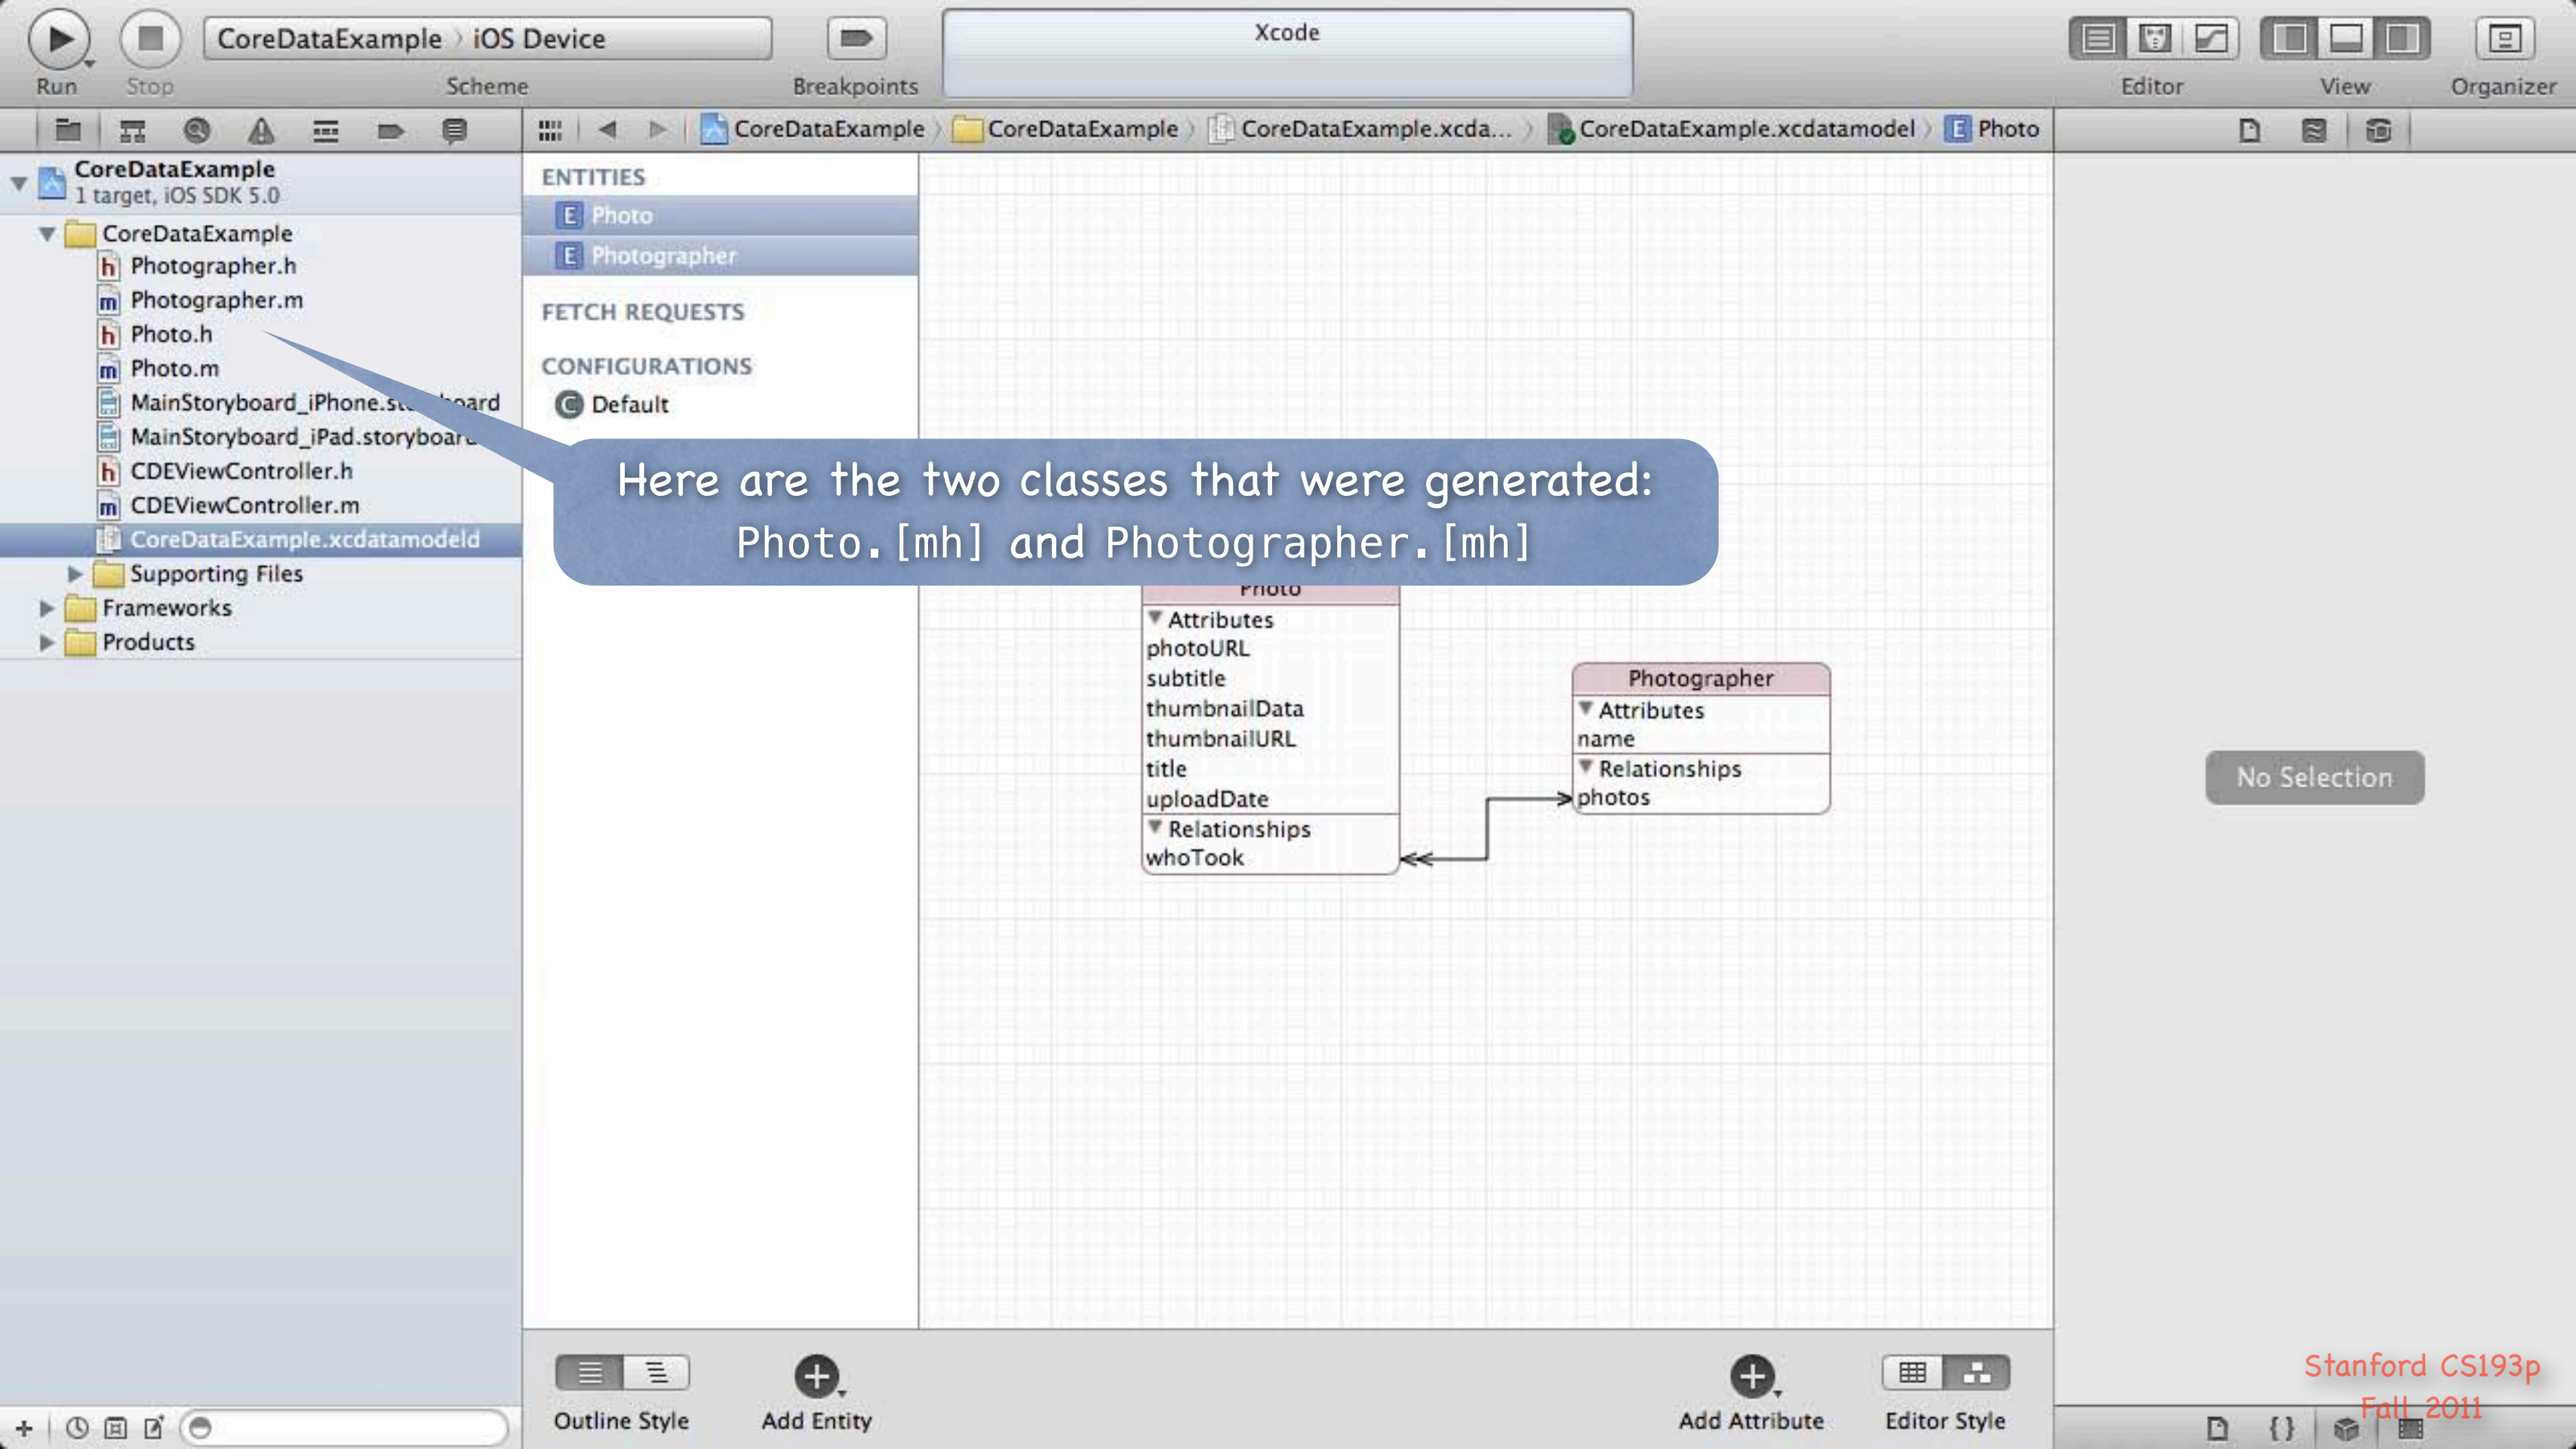 Xcode
CoreDataExample › iOS Device
Run
Stop
Scheme
Breakpoints
Editor
View
Organizer
CoreDataExample
CoreDataExample
CoreDataExample.xcda...
CoreDataExample.xcdatamodel
E Photo
CoreDataExample
1 target, iOS SDK 5.0
CoreDataExample
h Photographer.h
m Photographer.m
h Photo.h
m Photo.m
MainStoryboard_iPhone.st board
MainStoryboard_iPad.storyboar
h CDEViewController.h
m CDEViewController.m
CoreDataExample.xcdatamodeld
Supporting Files
Frameworks
Products
ENTITIES
E Photo
E Photographer
FETCH REQUESTS
CONFIGURATIONS
C Default
Here are the two classes that were generated:
Photo.[mh] and Photographer.[mh]
Photo
Attributes
photoURL
subtitle
thumbnailData
thumbnailURL
title
uploadDate
Relationships
whoTook
Photographer
Attributes
name
Relationships
photos
No Selection
Outline Style
Add Entity
Add Attribute
Editor Style
Stanford CS193p
Fall 2011